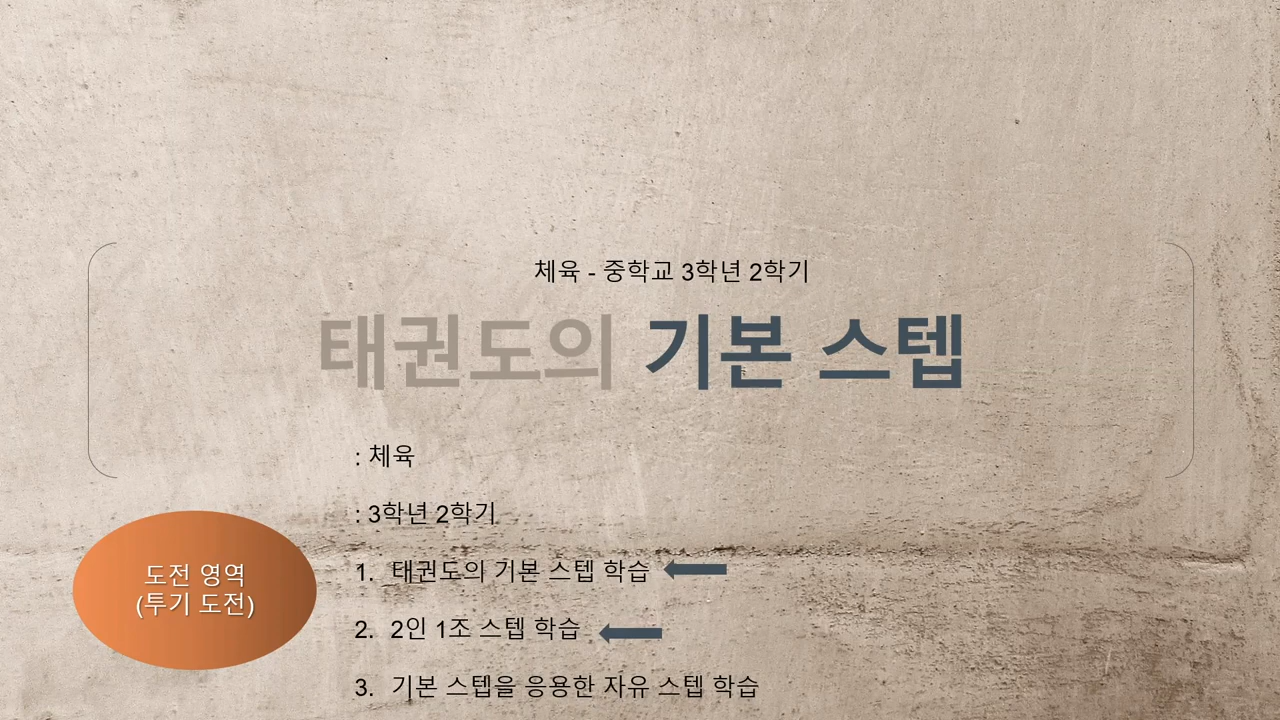 체육 - 중학교 3학년 2학기
태권도의 기본 스텝
: 체육
: 3학년 2학기
도전 영역
(투기 도전)
1. 태권도의 기본 스텝 학습
2. 2인 1조 스텝 학습
3. 기본 스텝을 응용한 자유 스텝 학습